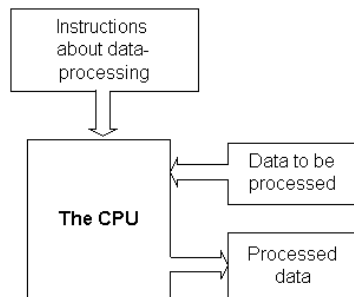 Instructions
about data-
processing
Data to be
processed
The CPU
Processed
data